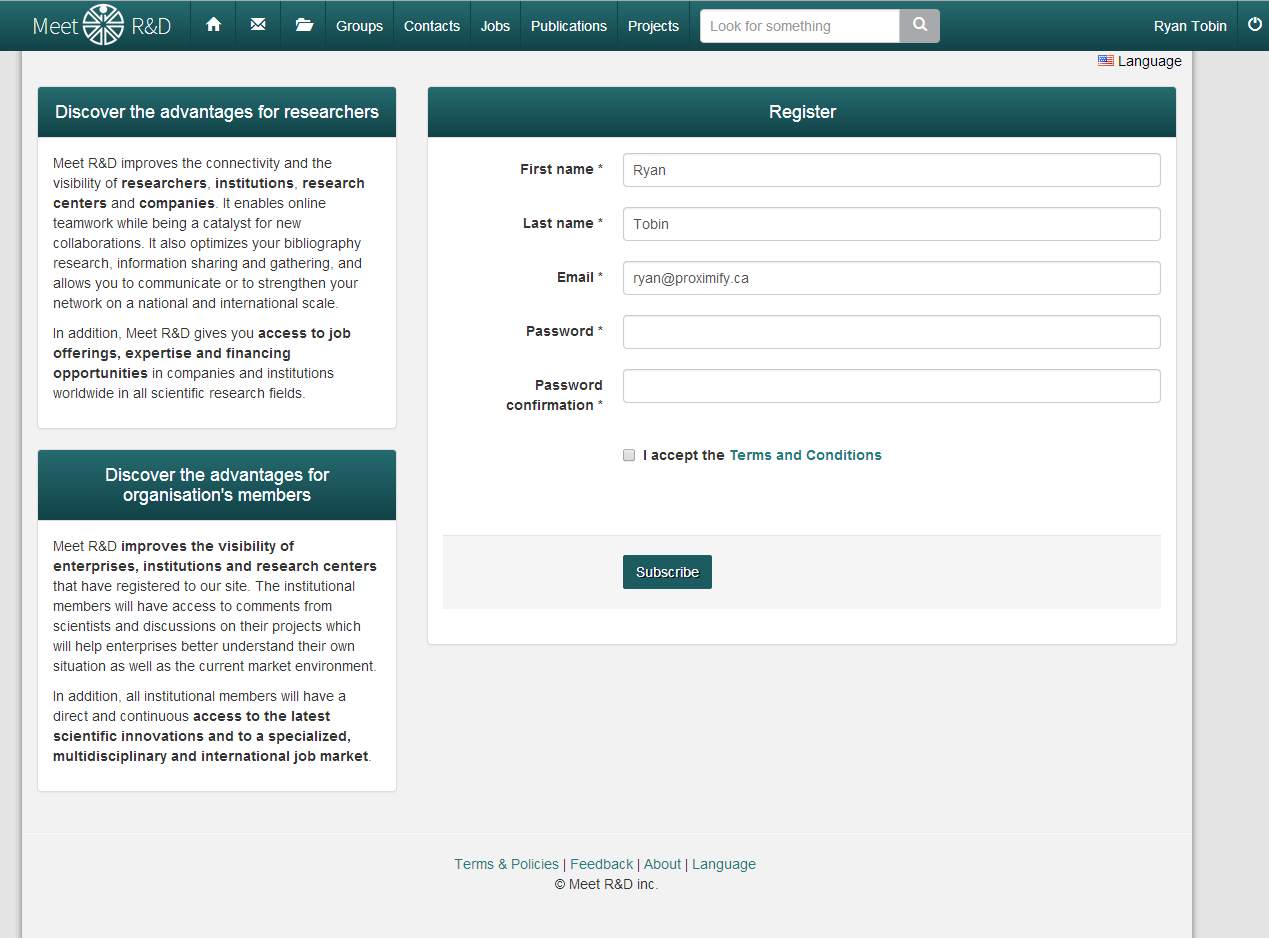 Meet R&D
Groups
Contacts
Jobs
Publications
Projects
Look for something
Ryan Tobin
Language
Discover the advantages for researchers
Meet R&D improves the connectivity and the
visibility of researchers, institutions, research
centers and companies. It enables online
teamwork while being a catalyst for new
collaborations. It also optimizes your bibliography
research, information sharing and gathering, and
allows you to communicate or to strengthen your
network on a national and international scale.
In addition, Meet R&D gives you access to job
offerings, expertise and financing
opportunities in companies and institutions
worldwide in all scientific research fields.
Discover the advantages for
organisation's members
Meet R&D improves the visibility of
enterprises, institutions and research centers
that have registered to our site. The institutional
members will have access to comments from
scientists and discussions on their projects which
will help enterprises better understand their own
situation as well as the current market environment.
In addition, all institutional members will have a
direct and continuous access to the latest
scientific innovations and to a specialized,
multidisciplinary and international job market.
Register
First name *
Ryan
Last name *
Tobin
Email *
ryan@proximify.ca
Password *
Password
confirmation *
I accept the Terms and Conditions
Subscribe
Terms & Policies | Feedback | About | Language
© Meet R&D inc.